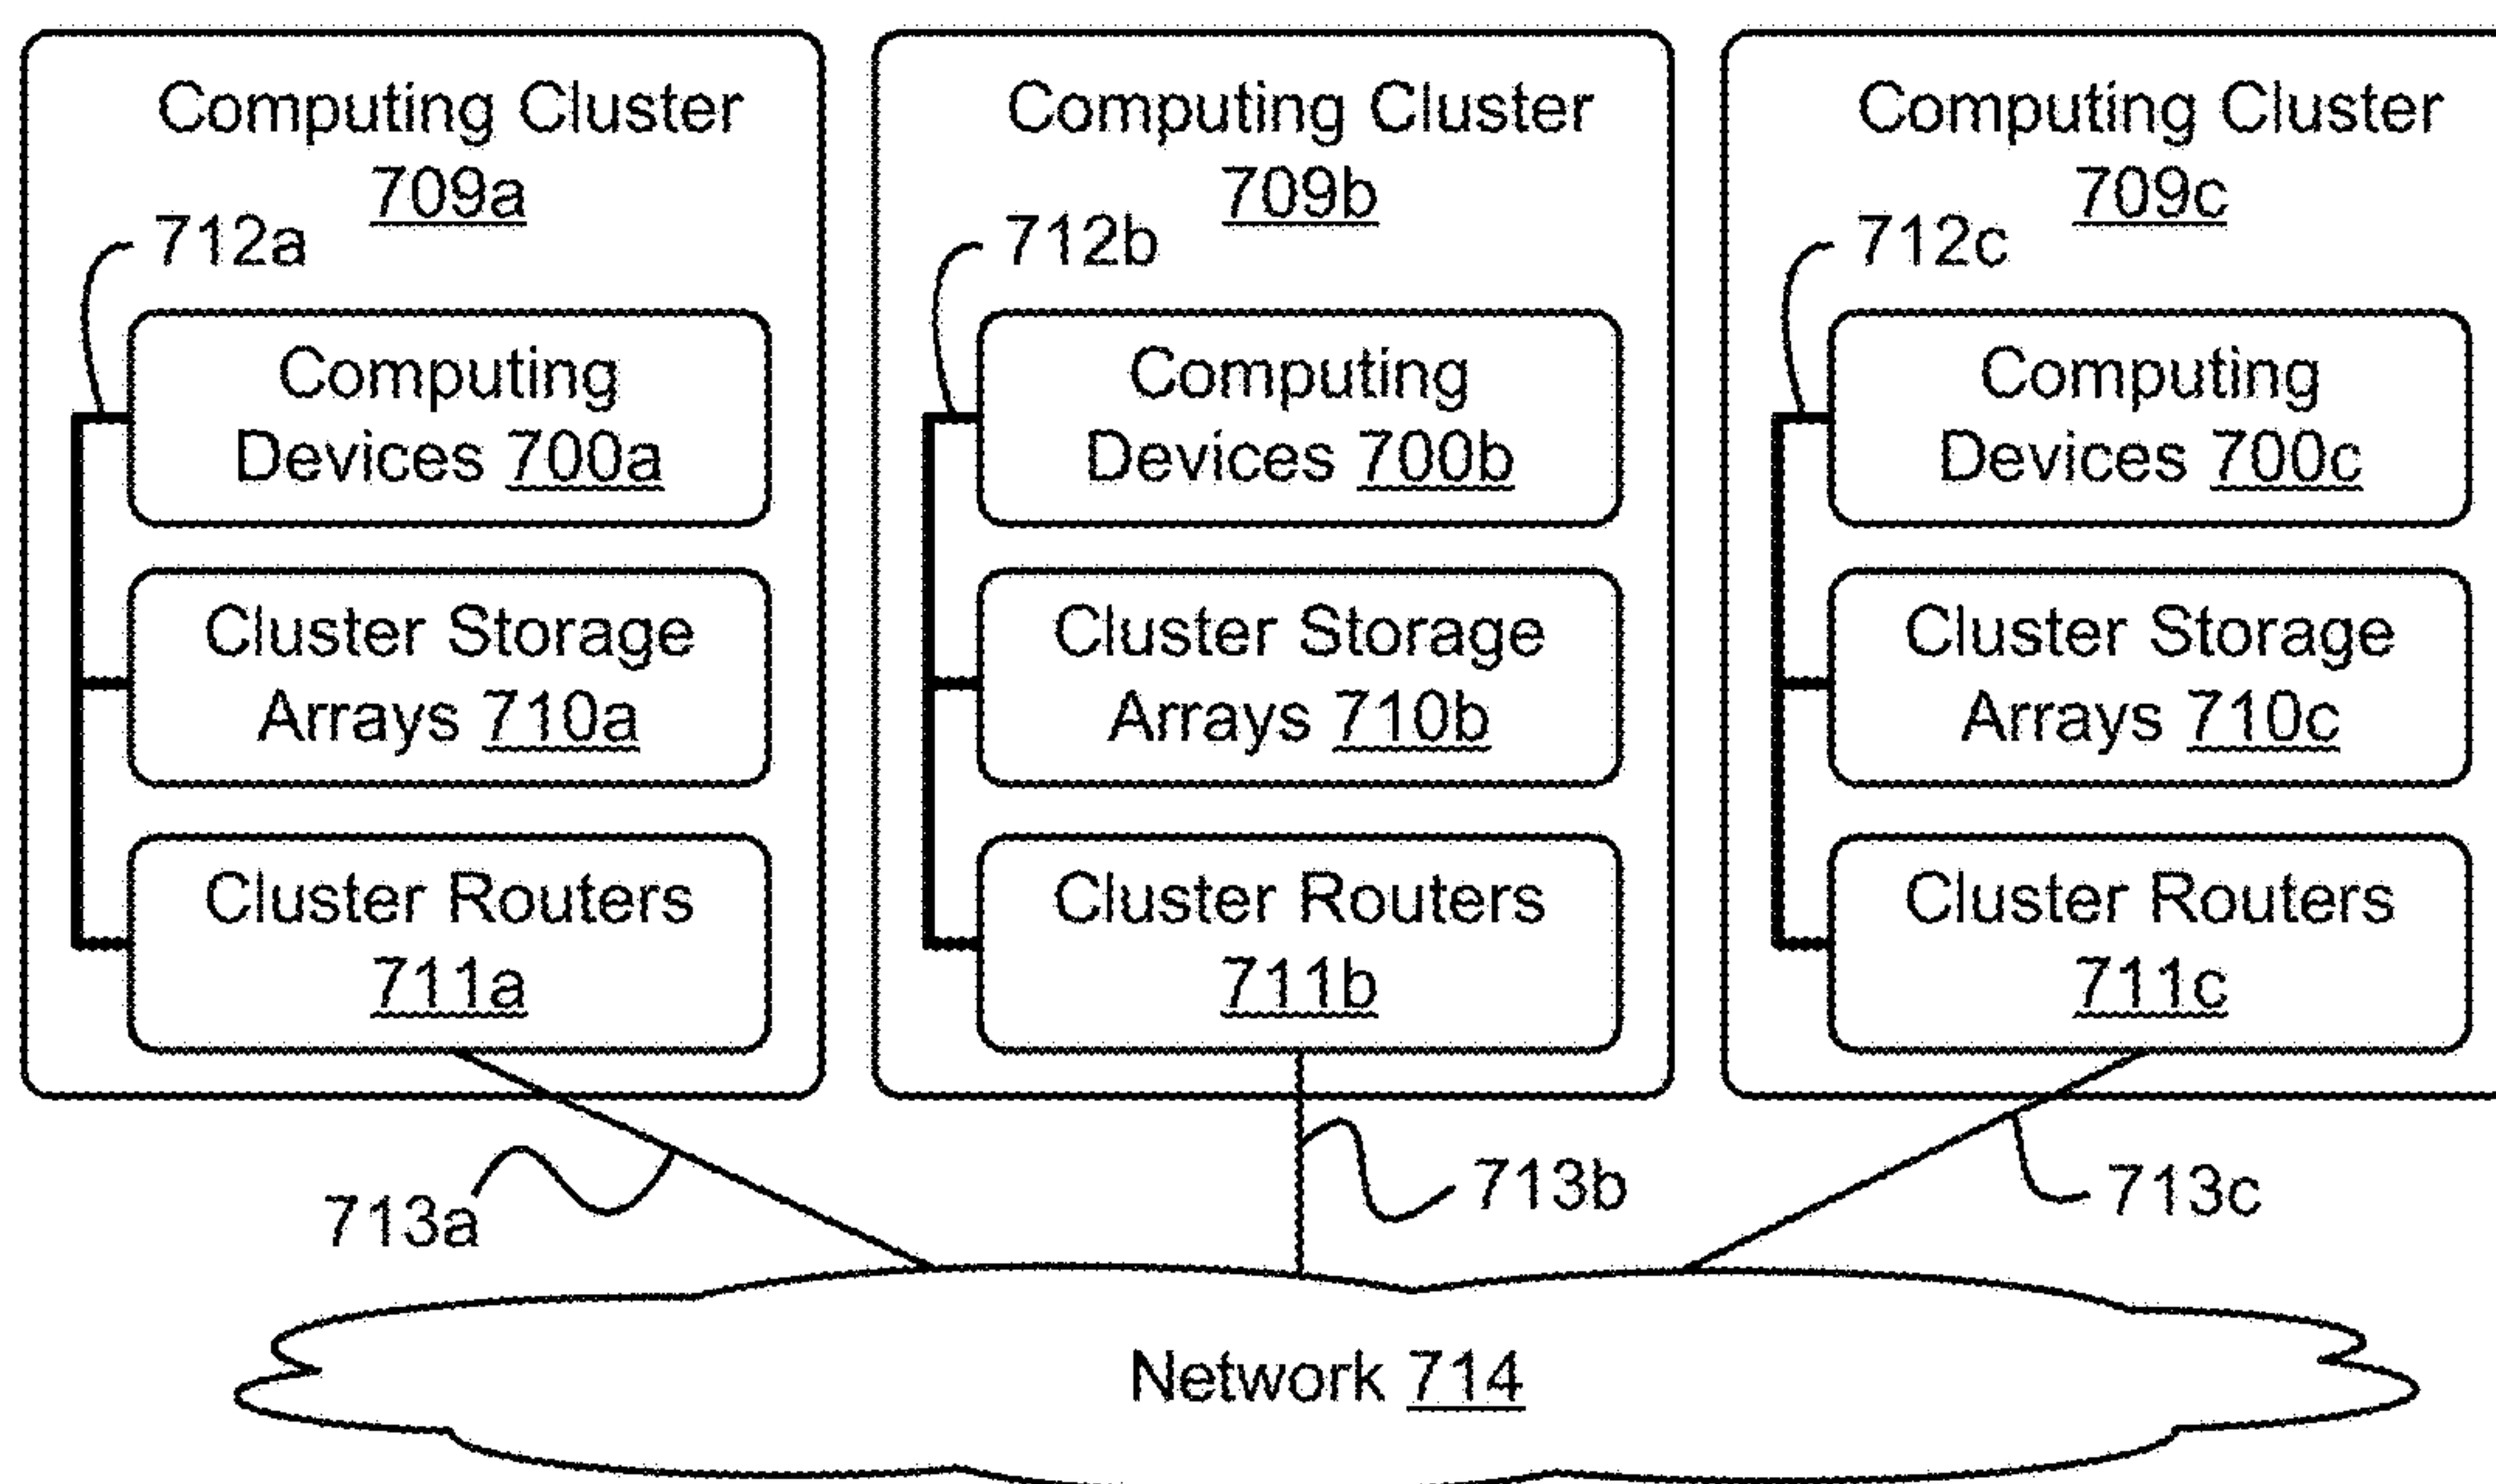 Computing Cluster
709a
712a
Computing
Devices 700a
Cluster Storage
Arrays 710a
Cluster Routers
711a
Computing Cluster
709b
712b
Computing
Devices 700b
Cluster Storage
Arrays 710b
Cluster Routers
711b
Computing Cluster
709c
712c
Computing
Devices 700c
Cluster Storage
Arrays 710c
Cluster Routers
711c
713a
713b
713c
Network 714